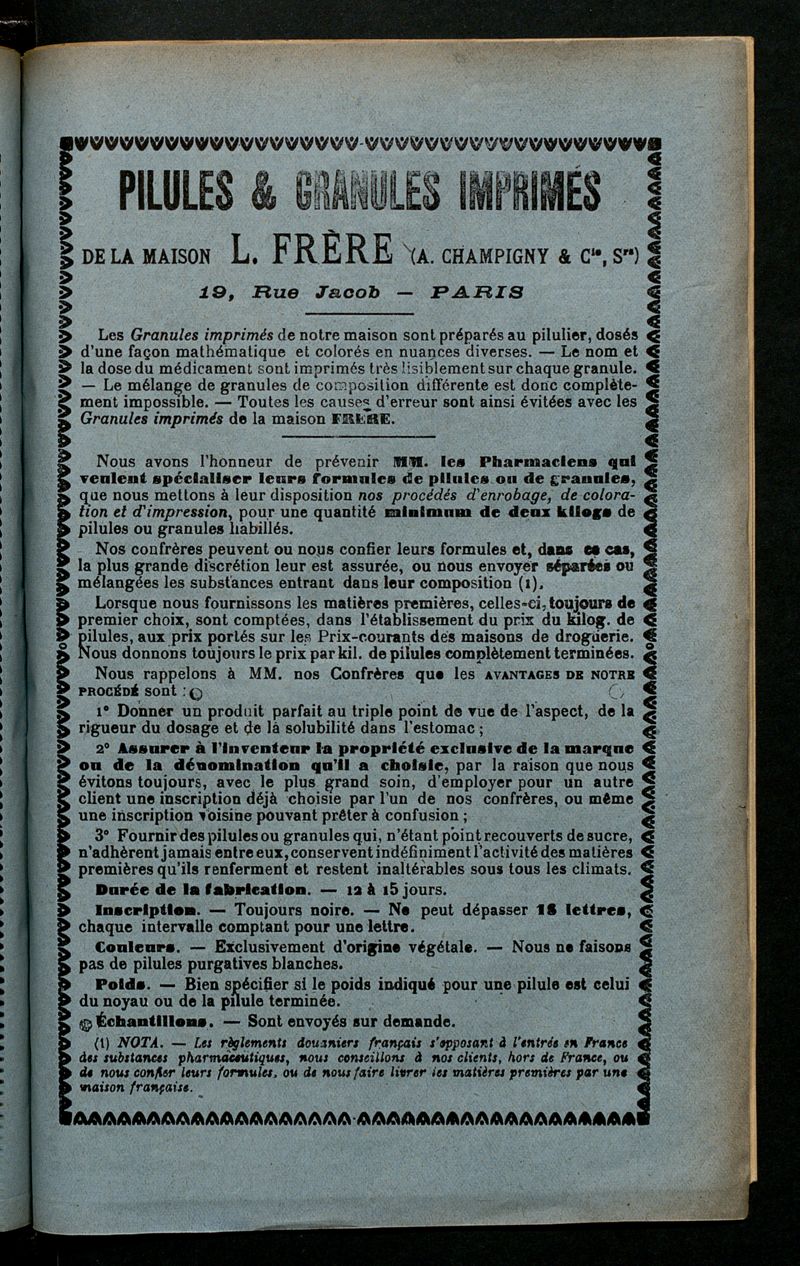 PILULES & GRANULES IMPRIMÉS
DE LA MAISON L. FRÈRE (A. CHAMPIGNY & Cie, Srs)
19, Rue Jacob — PARIS
Les Granules imprimés de notre maison sont préparés au pilulier, dosés
d'une façon mathématique et colorés en nuances diverses. — Le nom et
la dose du médicament sont imprimés très lisiblement sur chaque granule.
— Le mélange de granules de composition différente est donc complète-
ment impossible. — Toutes les causes d'erreur sont ainsi évitées avec les
Granules imprimés de la maison FRÈRE.
Nous avons l'honneur de prévenir MM. les Pharmaciens qui
veulent spécialiser leurs formules de pilules ou de granules,
que nous mettons à leur disposition nos procédés d'enrobage, de colora-
tion et d'impression, pour une quantité minimum de deux kilogs de
pilules ou granules habillés.
Nos confrères peuvent ou nous confier leurs formules et, dans ce cas,
la plus grande discrétion leur est assurée, ou nous envoyer séparées ou
mélangées les substances entrant dans leur composition (1).
Lorsque nous fournissons les matières premières, celles-ci, toujours de
premier choix, sont comptées, dans l'établissement du prix du kilog. de
pilules, aux prix portés sur les Prix-courants des maisons de droguerie.
Nous donnons toujours le prix par kil. de pilules complètement terminées.
Nous rappelons à MM. nos Confrères que les AVANTAGES DE NOTRE
PROCÉDÉ sont :
1° Donner un produit parfait au triple point de vue de l'aspect, de la
rigueur du dosage et de la solubilité dans l'estomac ;
2° Assurer à l'inventeur la propriété exclusive de la marque
ou de la dénomination qu'il a choisie, par la raison que nous
évitons toujours, avec le plus grand soin, d'employer pour un autre
client une inscription déjà choisie par l'un de nos confrères, ou même
une inscription voisine pouvant prêter à confusion ;
3° Fournir des pilules ou granules qui, n'étant point recouverts de sucre,
n'adhèrent jamais entre eux, conservent indéfiniment l'activité des matières
premières qu'ils renferment et restent inaltérables sous tous les climats.
Durée de la fabrication. — 12 à 15 jours.
Inscription. — Toujours noire. — Ne peut dépasser 18 lettres,
chaque intervalle comptant pour une lettre.
Couleurs. — Exclusivement d'origine végétale. — Nous ne faisons
pas de pilules purgatives blanches.
Poids. — Bien spécifier si le poids indiqué pour une pilule est celui
du noyau ou de la pilule terminée.
Échantillons. — Sont envoyés sur demande.
(1) NOTA. — Les règlements douaniers français s'opposant à l'entrée en France
des substances pharmaceutiques, nous conseillons à nos clients, hors de France, ou
de nous confier leurs formules, ou de nous faire livrer les matières premières par une
maison française.